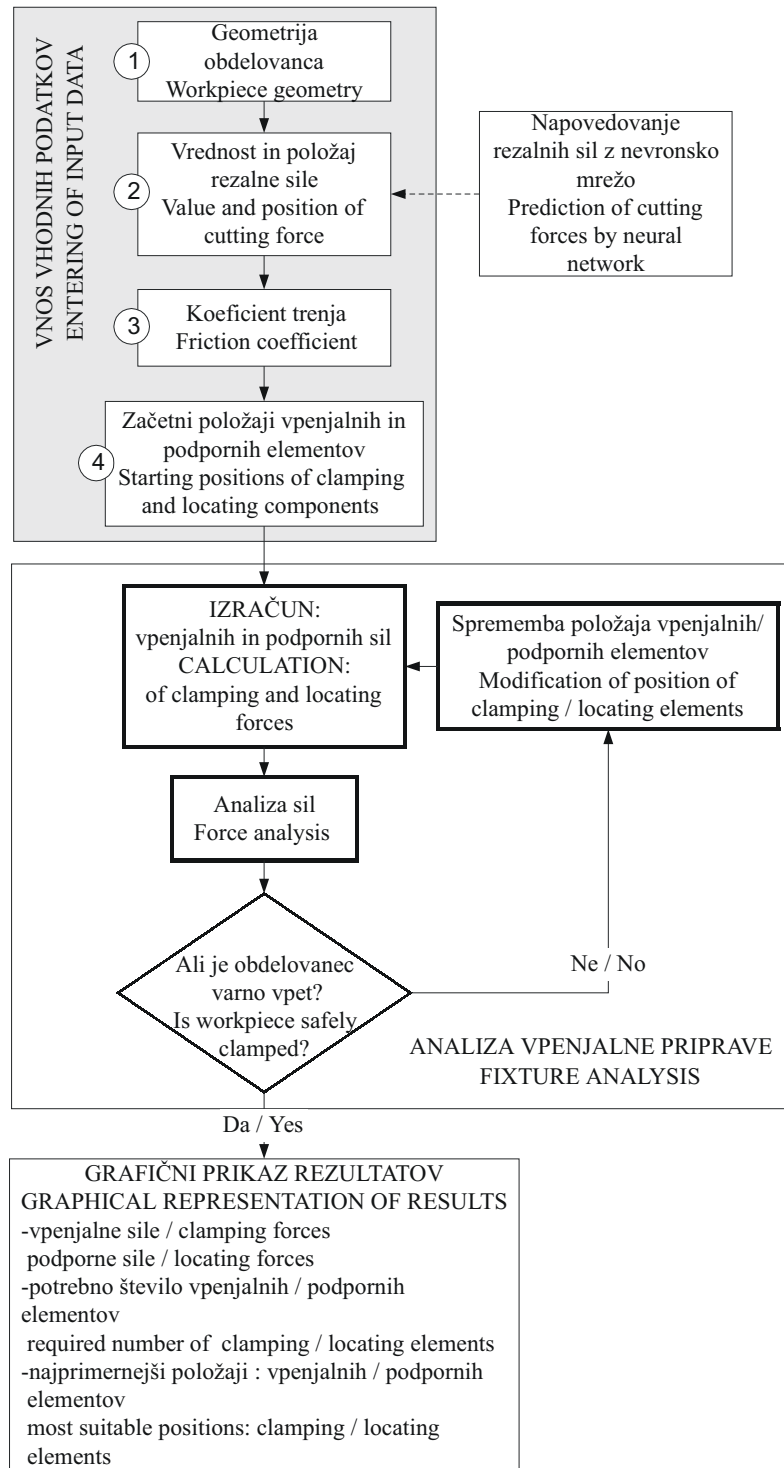 VNOS VHODNIH PODATKOV
ENTERING OF INPUT DATA
1
Geometrija
obdelovanca
Workpiece geometry
2
Vrednost in položaj
rezalne sile
Value and position of
cutting force
Napovedovanje
rezalnih sil z nevronsko
mrežo
Prediction of cutting
forces by neural
network
3
Koeficient trenja
Friction coefficient
4
Začetni položaji vpenjalnih in
podpornih elementov
Starting positions of clamping
and locating components
IZRAČUN:
vpenjalnih in podpornih sil
CALCULATION:
of clamping and locating
forces
Sprememba položaja vpenjalnih/
podpornih elementov
Modification of position of
clamping / locating elements
Analiza sil
Force analysis
Ali je obdelovanec
varno vpet?
Is workpiece safely
clamped?
Ne / No
ANALIZA VPENJALNE PRIPRAVE
FIXTURE ANALYSIS
Da / Yes
GRAFIČNI PRIKAZ REZULTATOV
GRAPHICAL REPRESENTATION OF RESULTS
-vpenjalne sile / clamping forces
podporne sile / locating forces
-potrebno število vpenjalnih / podpornih
elementov
required number of clamping / locating elements
-najprimernejši položaji : vpenjalnih / podpornih
elementov
most suitable positions: clamping / locating
elements